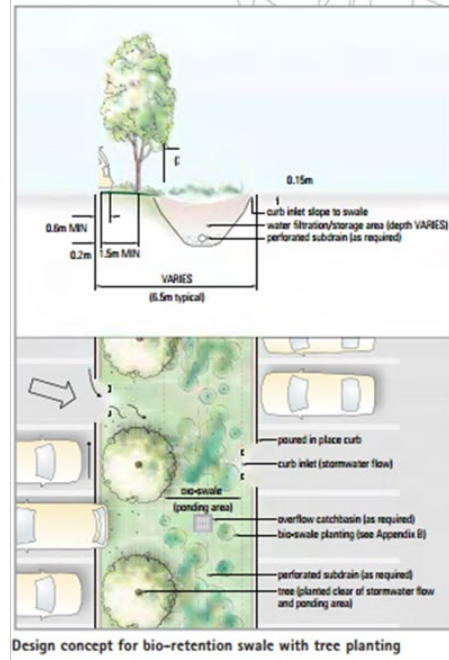 0.15m
curb inlet slope to swale
water filtration/storage area (depth VARIES)
perforated subdrain (as required)
0.6m MIN
0.2m
1.5m MIN
VARIES
(6.5m typical)
poured in place curb
curb inlet (stormwater flow)
bio-swale
(ponding area)
overflow catchbasin (as required)
bio-swale planting (see Appendix B)
perforated subdrain (as required)
tree (planted clear of stormwater flow
and ponding area)
Design concept for bio-retention swale with tree planting